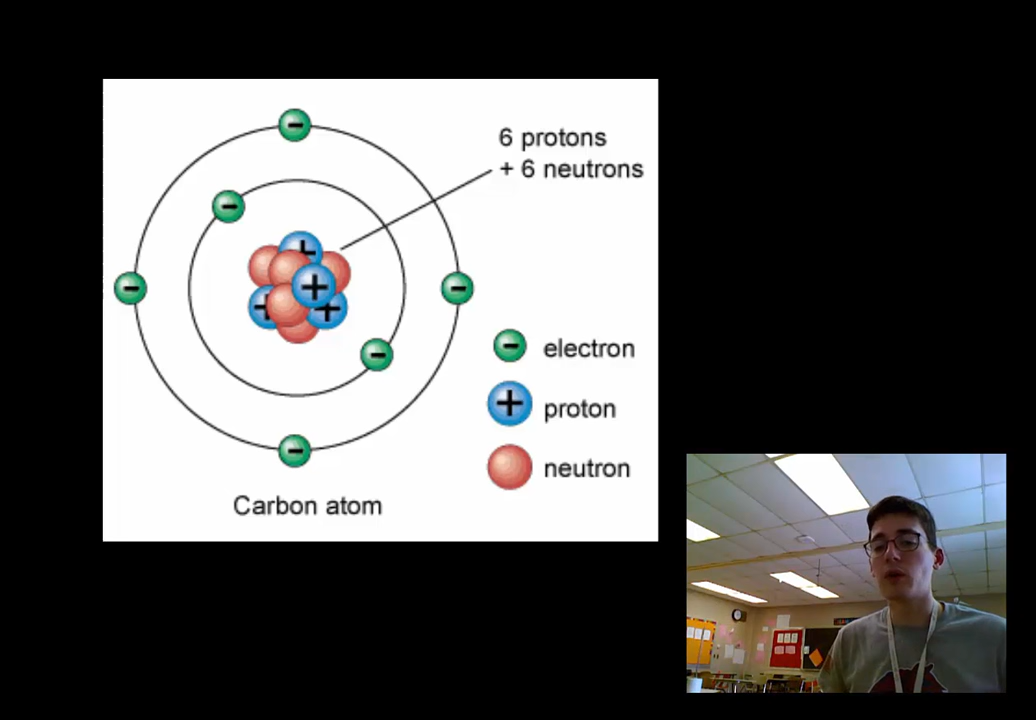 6 protons
+ 6 neutrons
electron
proton
neutron
Carbon atom